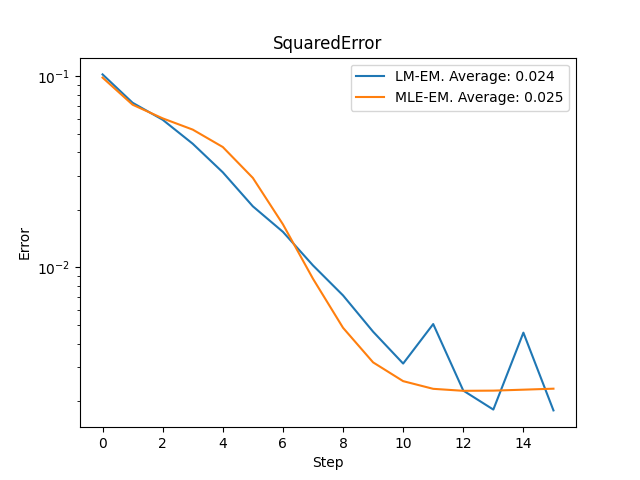 SquaredError
LM-EM. Average: 0.024
MLE-EM. Average: 0.025
Error
10⁻¹
10⁻²
0 2 4 6 8 10 12 14
Step